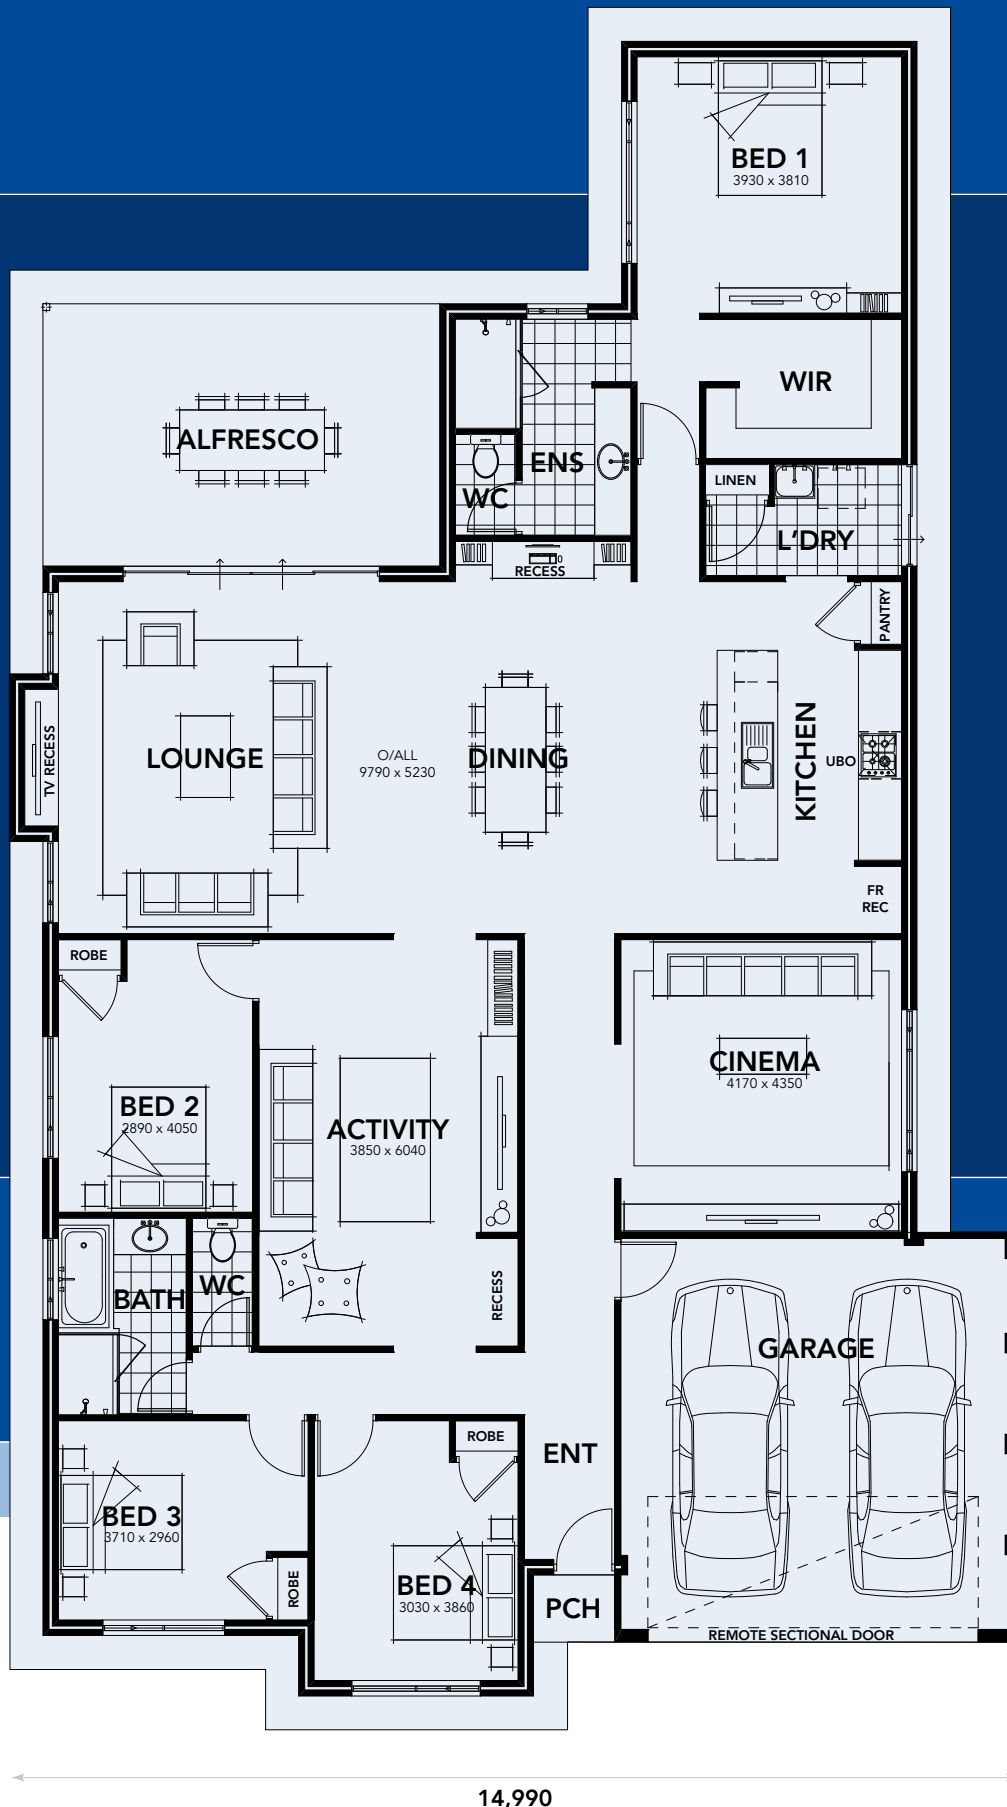 BED 1
3930 x 3810
WIR
ALFRESCO
ENS
WC
LINEN
L'DRY
RECESS
PANTRY
TV RECESS
LOUNGE
O/ALL
9790 x 5230
DINING
KITCHEN
UBO
FR
REC
ROBE
BED 2
2890 x 4050
ACTIVITY
3850 x 6040
CINEMA
4170 x 4350
BATH
WC
RECESS
GARAGE
ROBE
ENT
BED 3
3710 x 2960
ROBE
BED 4
3030 x 3860
PCH
REMOTE SECTIONAL DOOR
14,990